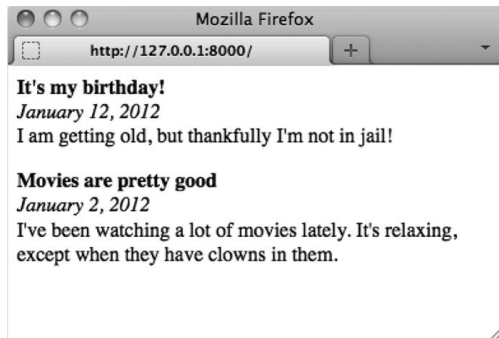 Mozilla Firefox
http://127.0.0.1:8000/
It's my birthday!
January 12, 2012
I am getting old, but thankfully I'm not in jail!
Movies are pretty good
January 2, 2012
I've been watching a lot of movies lately. It's relaxing,
except when they have clowns in them.